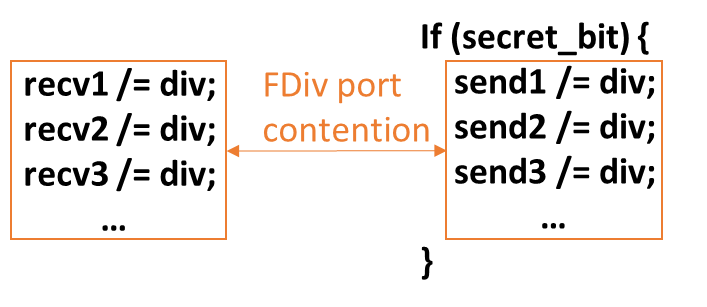 If (secret_bit) {
recv1 /= div;
recv2 /= div;
recv3 /= div;
...
FDiv port
contention
send1 /= div;
send2 /= div;
send3 /= div;
...
}